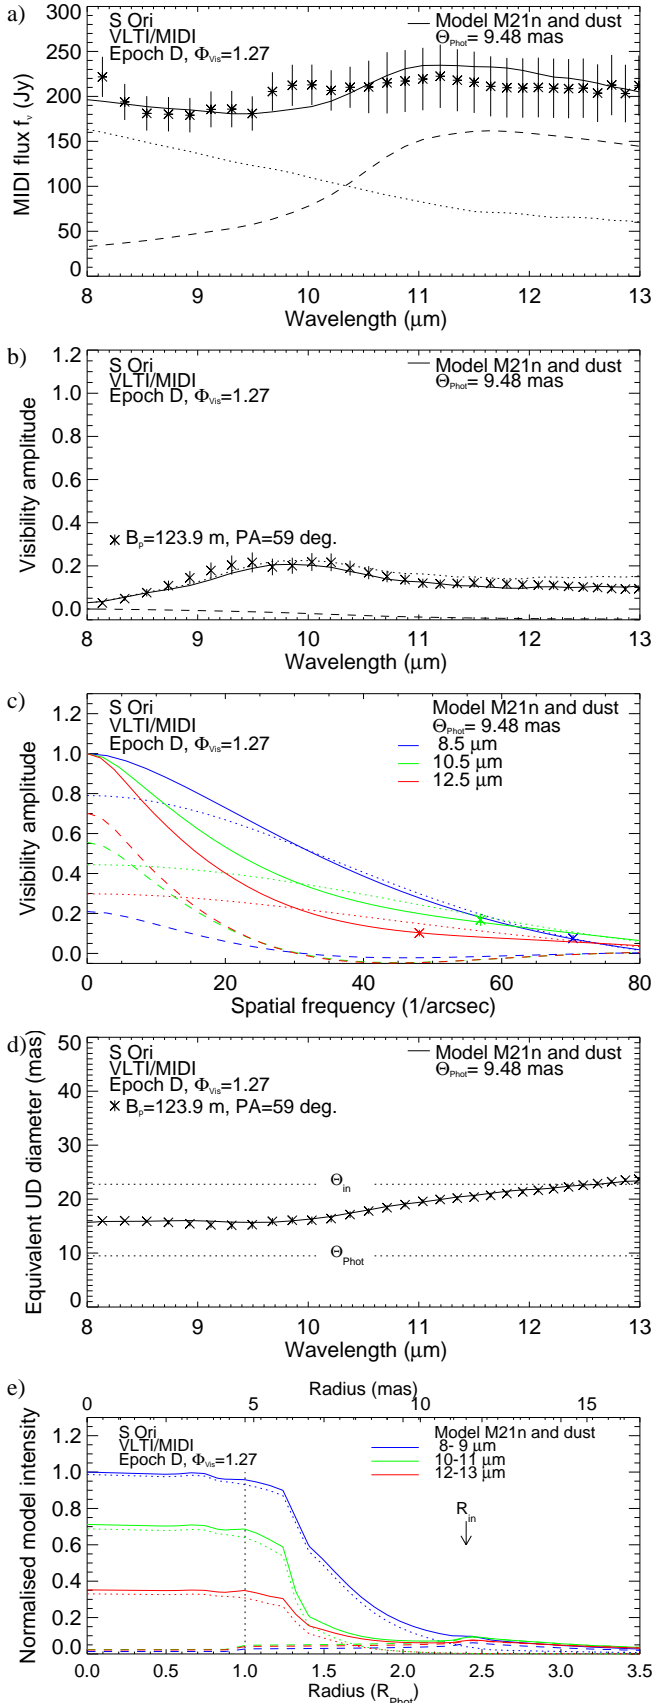 a)
300
250
200
150
100
50
0
MIDI flux fᵥ (Jy)
S Ori
VLTI/MIDI
Epoch D, Φ_Vis=1.27
Model M21n and dust
Θ_Phot= 9.48 mas
8 9 10 11 12 13
Wavelength (μm)
b)
1.2
1.0
0.8
0.6
0.4
0.2
0.0
Visibility amplitude
S Ori
VLTI/MIDI
Epoch D, Φ_Vis=1.27
Model M21n and dust
Θ_Phot= 9.48 mas
B_p=123.9 m, PA=59 deg.
8 9 10 11 12 13
Wavelength (μm)
c)
1.2
1.0
0.8
0.6
0.4
0.2
0.0
Visibility amplitude
S Ori
VLTI/MIDI
Epoch D, Φ_Vis=1.27
Model M21n and dust
Θ_Phot= 9.48 mas
8.5 μm
10.5 μm
12.5 μm
0 20 40 60 80
Spatial frequency (1/arcsec)
d)
50
40
30
20
10
0
Equivalent UD diameter (mas)
S Ori
VLTI/MIDI
Epoch D, Φ_Vis=1.27
B_p=123.9 m, PA=59 deg.
Model M21n and dust
Θ_Phot= 9.48 mas
Θ_in
Θ_Phot
8 9 10 11 12 13
Wavelength (μm)
e)
Radius (mas)
0 5 10 15
1.2
1.0
0.8
0.6
0.4
0.2
0.0
Normalised model intensity
S Ori
VLTI/MIDI
Epoch D, Φ_Vis=1.27
Model M21n and dust
8- 9 μm
10-11 μm
12-13 μm
R_in
0.0 0.5 1.0 1.5 2.0 2.5 3.0 3.5
Radius (R_Phot)